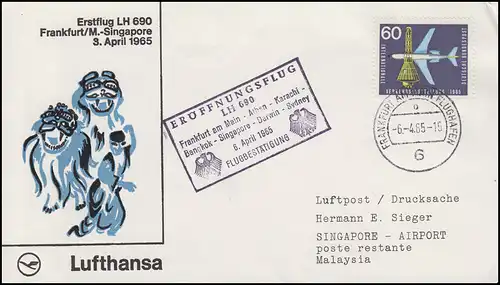 Erstflug LH 690
Frankfurt/M.-Singapore
3. April 1965
Lufthansa
ERÖFFNUNGSFLUG
LH 690
Frankfurt am Main - Athen - Karachi -
Bangkok - Singapore - Darwin - Sydney
6. April 1965
FLUGBESTÄTIGUNG
60
DEUTSCHE BUNDESPOST
FRANKFURT AM MAIN FLUGHAFEN
-6.-4.65-15
6
Luftpost / Drucksache
Hermann E. Sieger
SINGAPORE - AIRPORT
poste restante
Malaysia